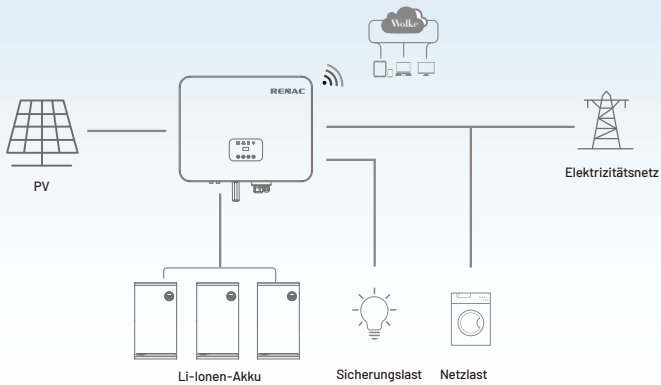 Wolke
RENAC
PV
Elektrizitätsnetz
Li-Ionen-Akku
Sicherungslast
Netzlast